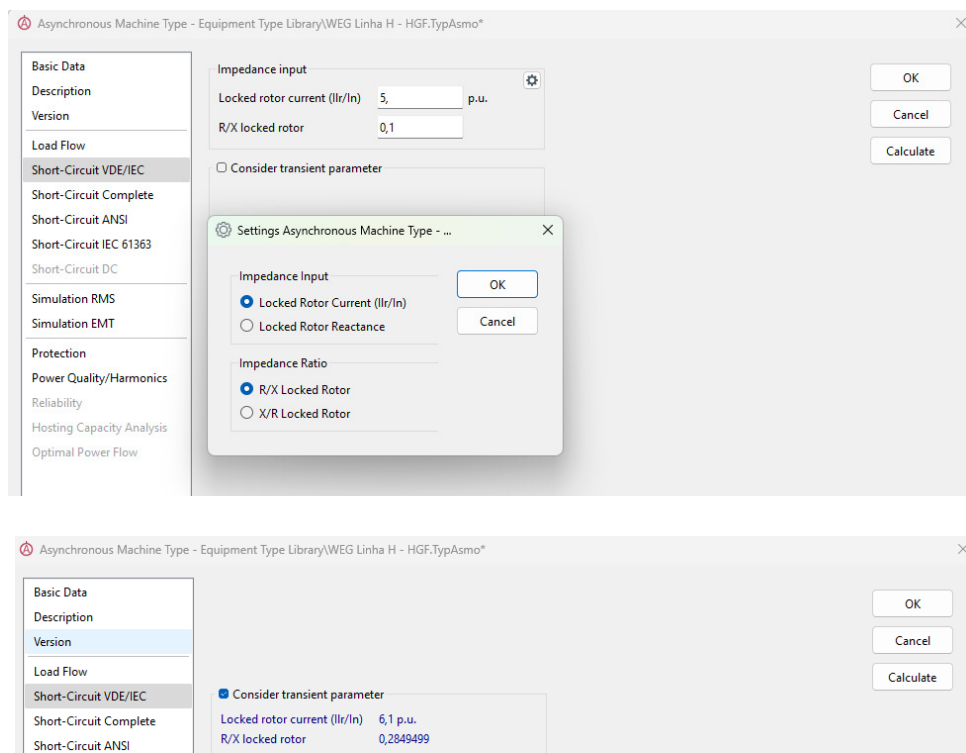 Asynchronous Machine Type - Equipment Type Library\WEG Linha H - HGF.TypAsmo*
Basic Data
Description
Version
Load Flow
Short-Circuit VDE/IEC
Short-Circuit Complete
Short-Circuit ANSI
Short-Circuit IEC 61363
Short-Circuit DC
Simulation RMS
Simulation EMT
Protection
Power Quality/Harmonics
Reliability
Hosting Capacity Analysis
Optimal Power Flow
Impedance input
Locked rotor current (Ilr/In) 5, p.u.
R/X locked rotor 0,1
Consider transient parameter
OK
Cancel
Calculate
Settings Asynchronous Machine Type - ...
Impedance Input
Locked Rotor Current (Ilr/In)
Locked Rotor Reactance
Impedance Ratio
R/X Locked Rotor
X/R Locked Rotor
OK
Cancel
Asynchronous Machine Type - Equipment Type Library\WEG Linha H - HGF.TypAsmo*
Basic Data
Description
Version
Load Flow
Short-Circuit VDE/IEC
Short-Circuit Complete
Short-Circuit ANSI
Consider transient parameter
Locked rotor current (Ilr/In) 6,1 p.u.
R/X locked rotor 0,2849499
OK
Cancel
Calculate